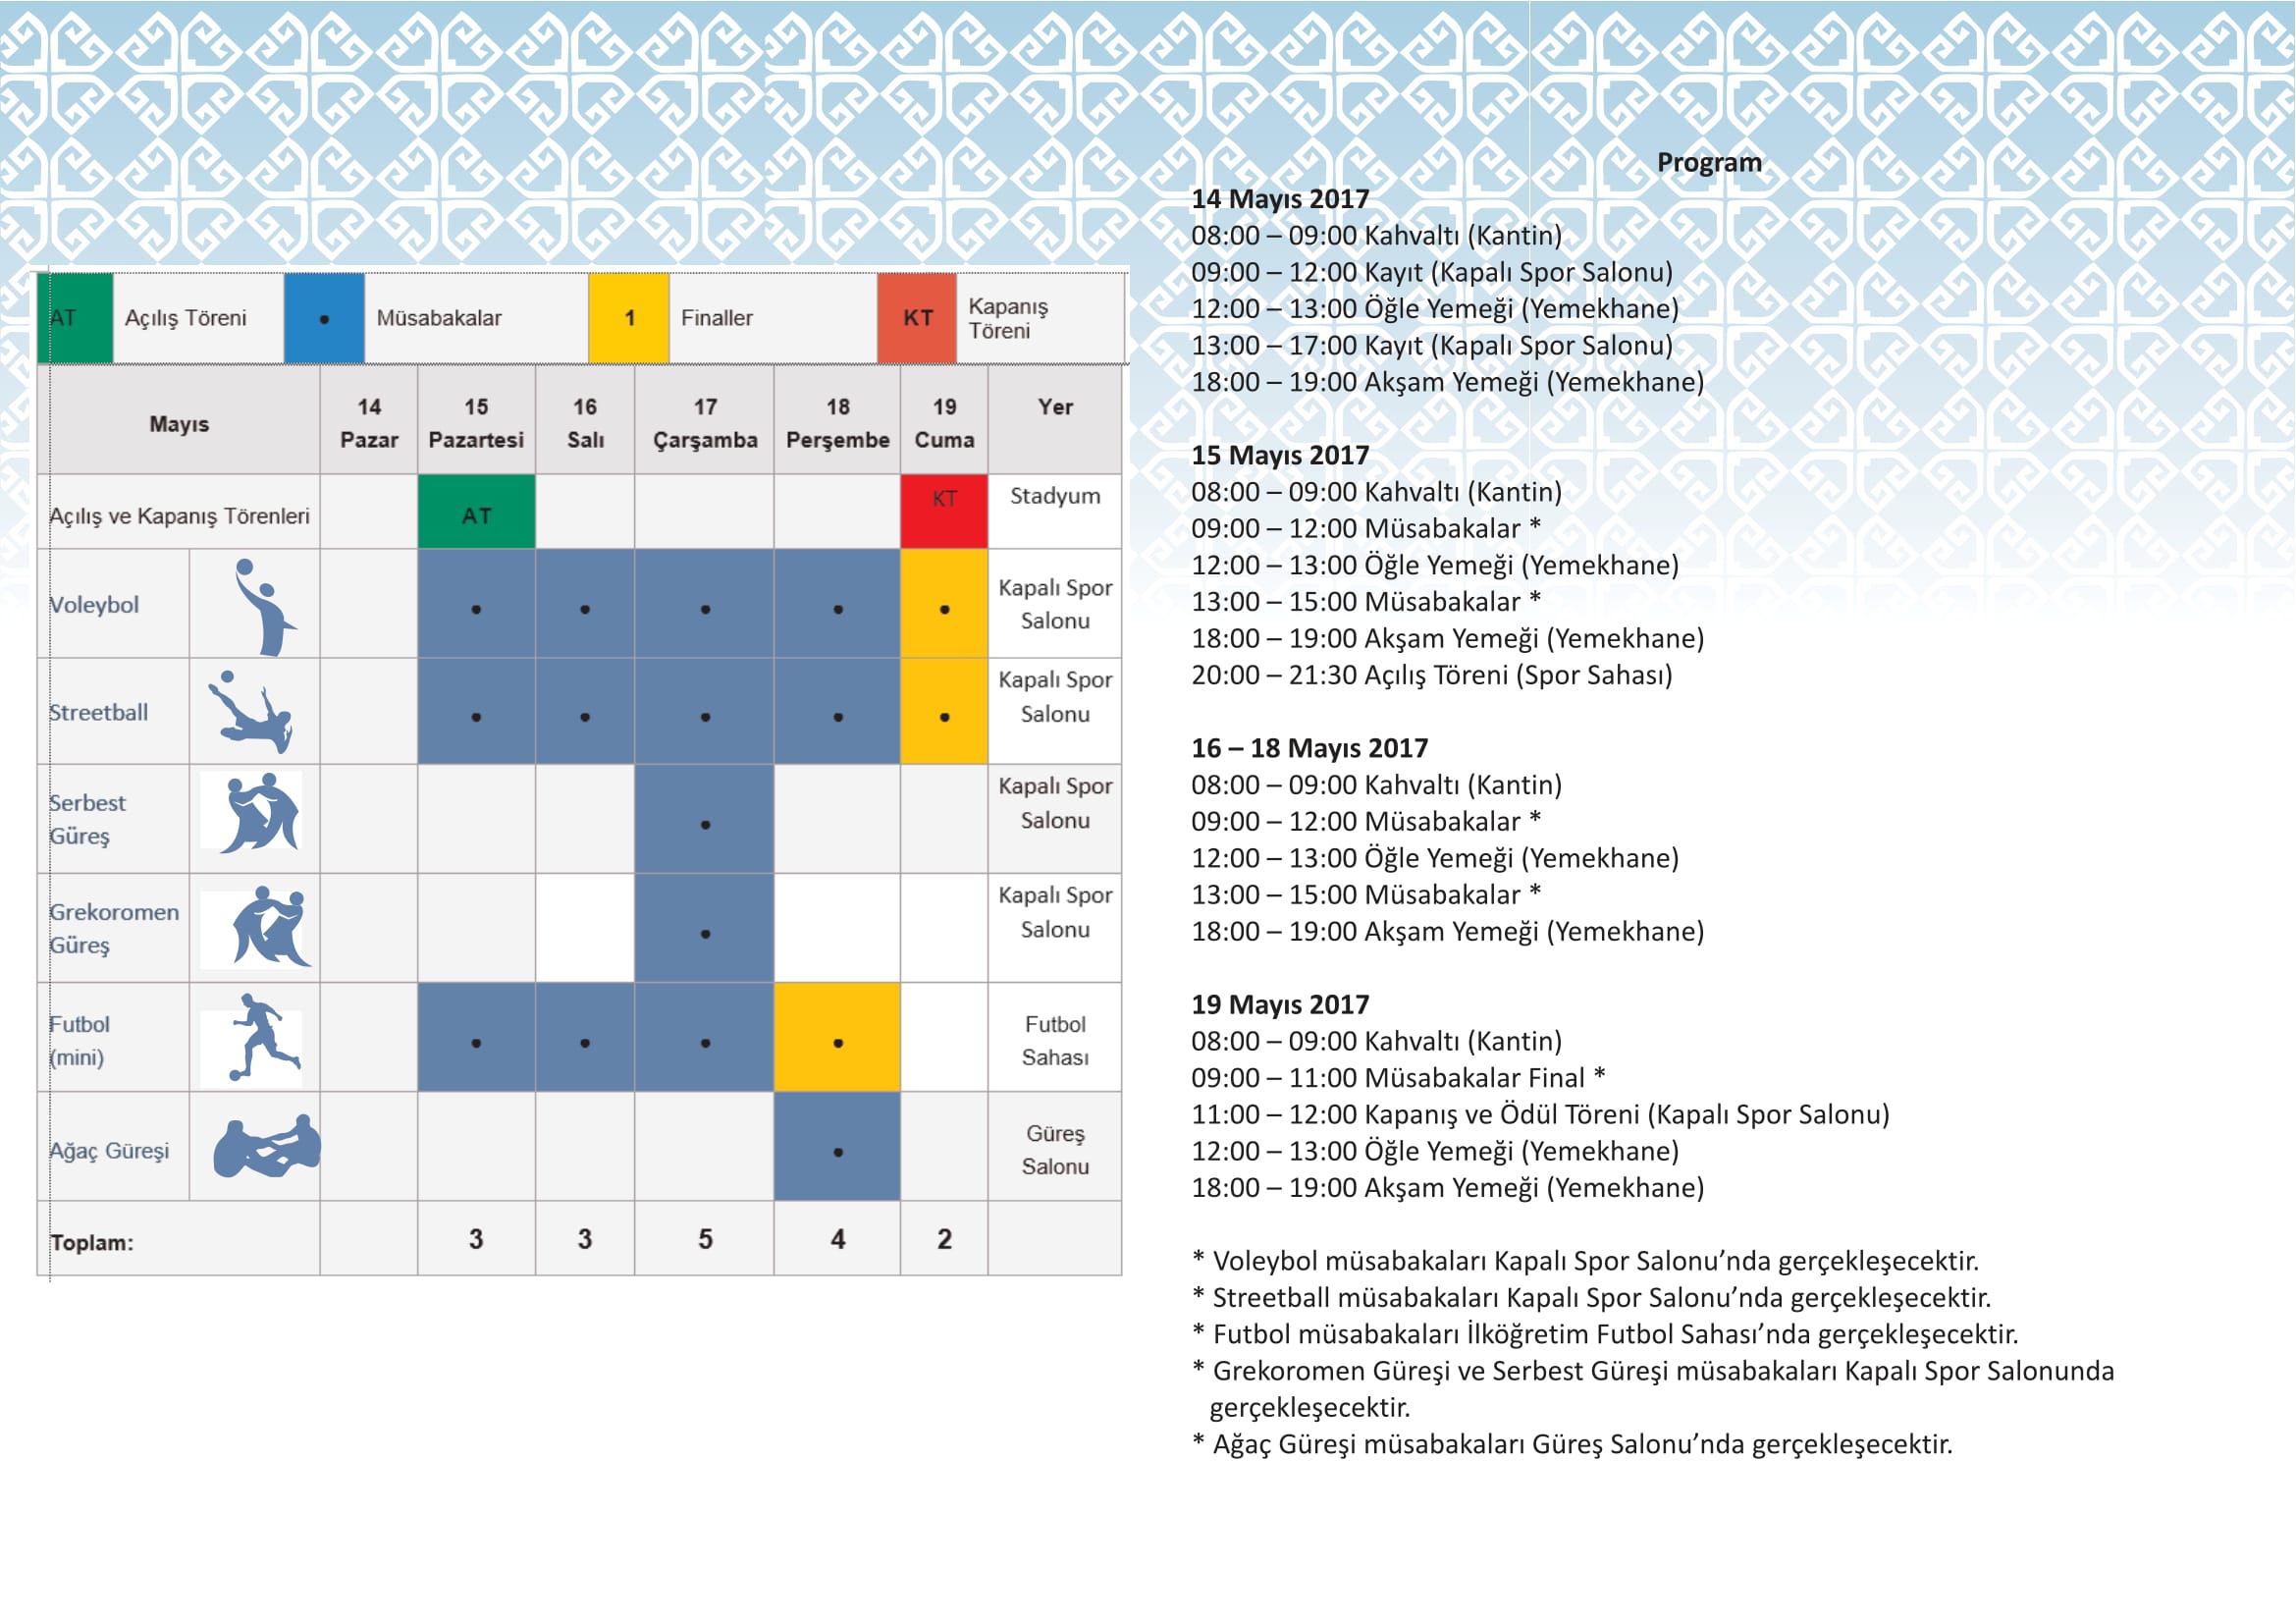 AT Açılış Töreni • Müsabakalar 1 Finaller KT Kapanış
Töreni
Mayıs 14 15 16 17 18 19 Yer
Pazar Pazartesi Salı Çarşamba Perşembe Cuma
Açılış ve Kapanış Törenleri AT KT Stadyum
Voleybol • • • • • Kapalı Spor
Salonu
Streetball • • • • • Kapalı Spor
Salonu
Serbest
Güreş • Kapalı Spor
Salonu
Grekoromen
Güreş • Kapalı Spor
Salonu
Futbol
(mini) • • • • Futbol
Sahası
Ağaç Güreşi • Güreş
Salonu
Toplam: 3 3 5 4 2
Program
14 Mayıs 2017
08:00 – 09:00 Kahvaltı (Kantin)
09:00 – 12:00 Kayıt (Kapalı Spor Salonu)
12:00 – 13:00 Öğle Yemeği (Yemekhane)
13:00 – 17:00 Kayıt (Kapalı Spor Salonu)
18:00 – 19:00 Akşam Yemeği (Yemekhane)
15 Mayıs 2017
08:00 – 09:00 Kahvaltı (Kantin)
09:00 – 12:00 Müsabakalar *
12:00 – 13:00 Öğle Yemeği (Yemekhane)
13:00 – 15:00 Müsabakalar *
18:00 – 19:00 Akşam Yemeği (Yemekhane)
20:00 – 21:30 Açılış Töreni (Spor Sahası)
16 – 18 Mayıs 2017
08:00 – 09:00 Kahvaltı (Kantin)
09:00 – 12:00 Müsabakalar *
12:00 – 13:00 Öğle Yemeği (Yemekhane)
13:00 – 15:00 Müsabakalar *
18:00 – 19:00 Akşam Yemeği (Yemekhane)
19 Mayıs 2017
08:00 – 09:00 Kahvaltı (Kantin)
09:00 – 11:00 Müsabakalar Final *
11:00 – 12:00 Kapanış ve Ödül Töreni (Kapalı Spor Salonu)
12:00 – 13:00 Öğle Yemeği (Yemekhane)
18:00 – 19:00 Akşam Yemeği (Yemekhane)
* Voleybol müsabakaları Kapalı Spor Salonu’nda gerçekleşecektir.
* Streetball müsabakaları Kapalı Spor Salonu’nda gerçekleşecektir.
* Futbol müsabakaları İlköğretim Futbol Sahası’nda gerçekleşecektir.
* Grekoromen Güreşi ve Serbest Güreşi müsabakaları Kapalı Spor Salonunda
gerçekleşecektir.
* Ağaç Güreşi müsabakaları Güreş Salonu’nda gerçekleşecektir.